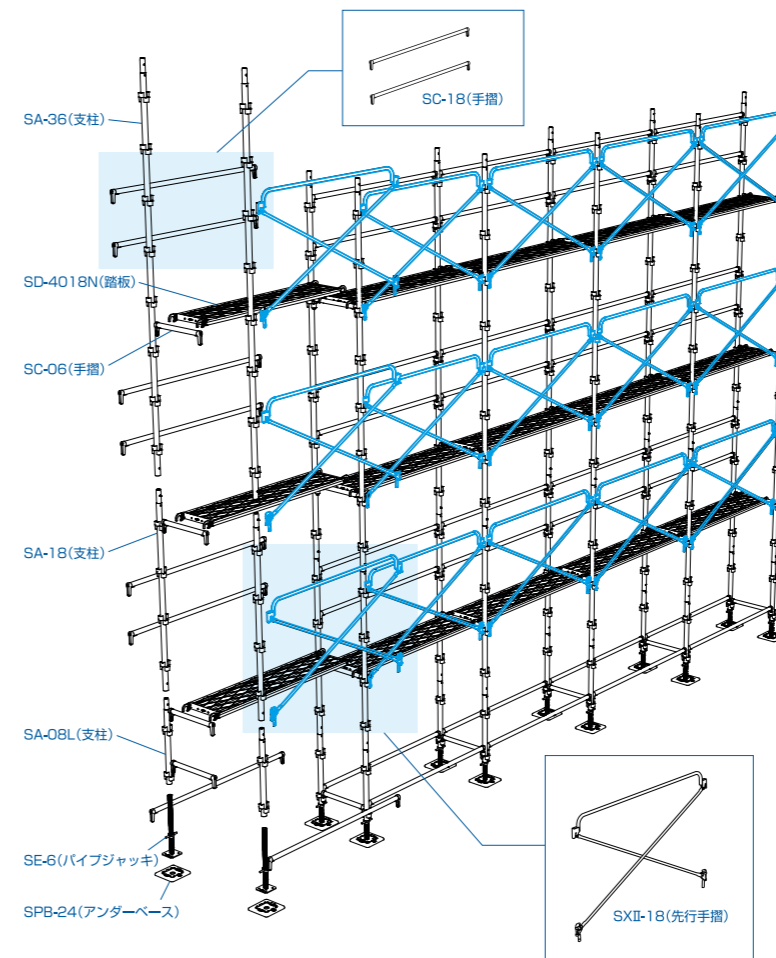 SC-18(手摺)
SA-36(支柱)
SD-4018N(踏板)
SC-06(手摺)
SA-18(支柱)
SA-08L(支柱)
SE-6(パイプジャッキ)
SPB-24(アンダーベース)
SXⅡ-18(先行手摺)